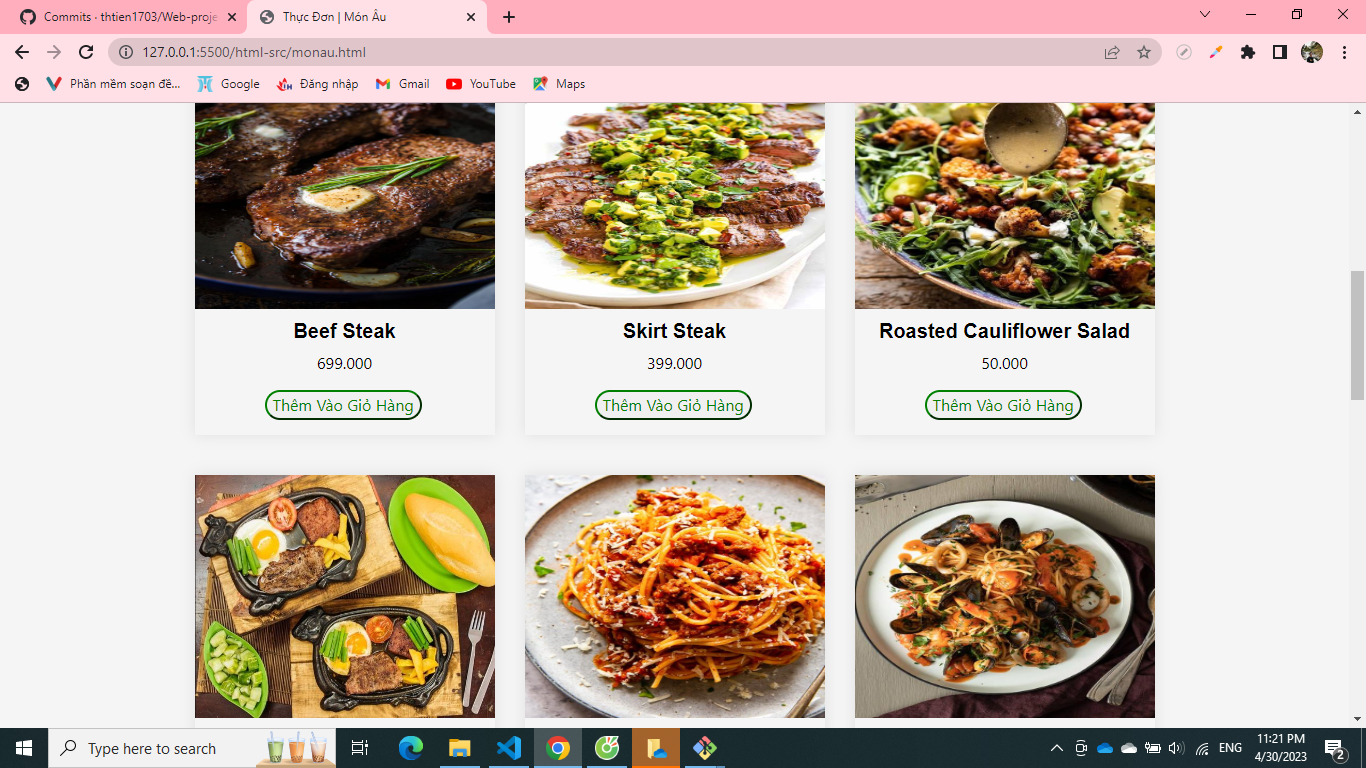 Commits · thtien1703/Web-proje
Thực Đơn | Món Âu
127.0.0.1:5500/html-src/monau.html
Phần mềm soạn đề...
Google
Đăng nhập
Gmail
YouTube
Maps
Beef Steak
Skirt Steak
Roasted Cauliflower Salad
699.000
399.000
50.000
Thêm Vào Giỏ Hàng
Thêm Vào Giỏ Hàng
Thêm Vào Giỏ Hàng
Type here to search
ENG
11:21 PM
4/30/2023
2